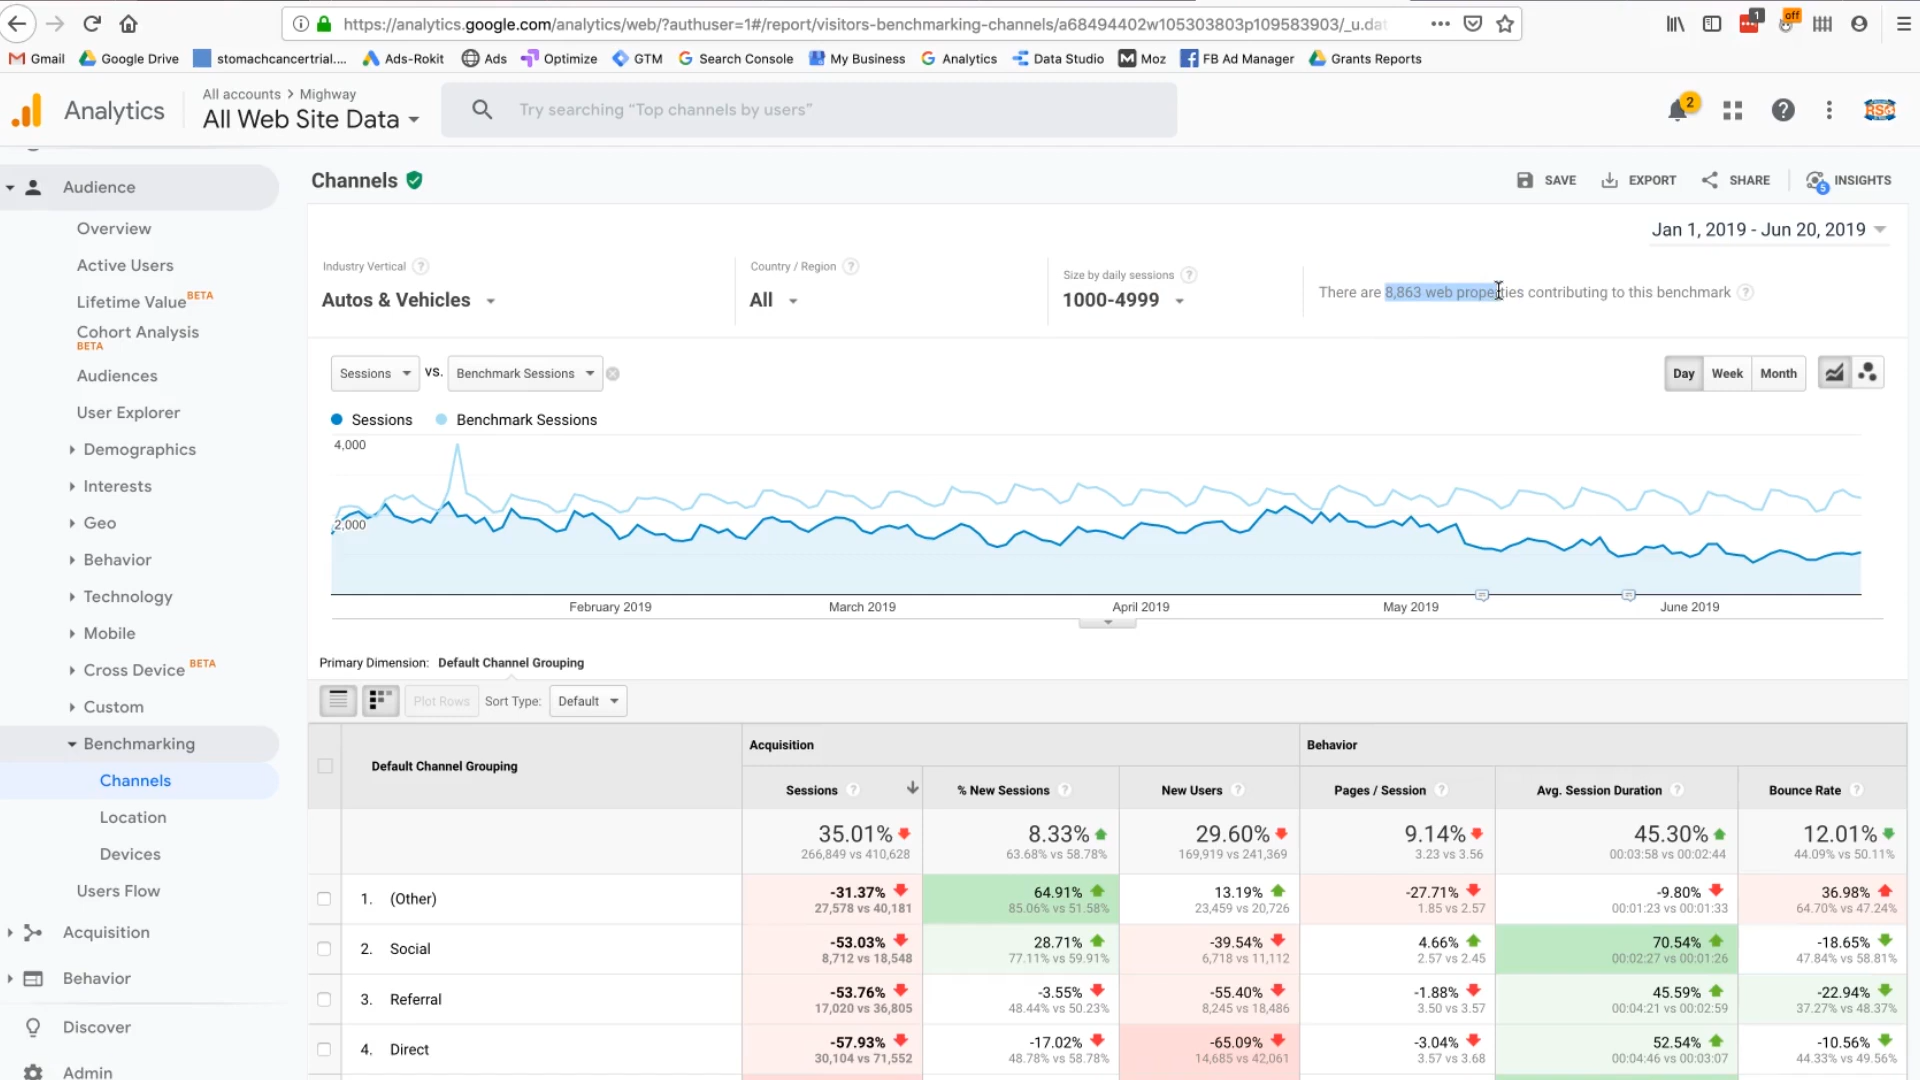 https://analytics.google.com/analytics/web/?authuser=1#/report/visitors-benchmarking-channels/a68494402w105303803p109583903/_u.dat
1
off
Gmail Google Drive stomachcancertrial.... Ads-Rokit Ads Optimize GTM Search Console My Business Analytics Data Studio Moz FB Ad Manager Grants Reports
Analytics
All accounts > Mighway
All Web Site Data
Try searching “Top channels by users”
2
Audience
Overview
Active Users
Lifetime Value BETA
Cohort Analysis
BETA
Audiences
User Explorer
Demographics
Interests
Geo
Behavior
Technology
Mobile
Cross Device BETA
Custom
Benchmarking
Channels
Location
Devices
Users Flow
Acquisition
Behavior
Discover
Admin
Channels
SAVE EXPORT SHARE 5 INSIGHTS
Jan 1, 2019 - Jun 20, 2019
Industry Vertical
Autos & Vehicles
Country / Region
All
Size by daily sessions
1000-4999
There are 8,863 web properties contributing to this benchmark
Sessions vs. Benchmark Sessions
Day Week Month
Sessions Benchmark Sessions
4,000
2,000
February 2019 March 2019 April 2019 May 2019 June 2019
Primary Dimension: Default Channel Grouping
Plot Rows Sort Type: Default
Default Channel Grouping
Acquisition Behavior
Sessions % New Sessions New Users Pages / Session Avg. Session Duration Bounce Rate
35.01% 8.33% 29.60% 9.14% 45.30% 12.01%
266,849 vs 410,628 63.68% vs 58.78% 169,919 vs 241,369 3.23 vs 3.56 00:03:58 vs 00:02:44 44.09% vs 50.11%
1. (Other) -31.37% 64.91% 13.19% -27.71% -9.80% 36.98%
27,578 vs 40,181 85.06% vs 51.58% 23,459 vs 20,726 1.85 vs 2.57 00:01:23 vs 00:01:33 64.70% vs 47.24%
2. Social -53.03% 28.71% -39.54% 4.66% 70.54% -18.65%
8,712 vs 18,548 77.11% vs 59.91% 6,718 vs 11,112 2.57 vs 2.45 00:02:27 vs 00:01:26 47.84% vs 58.81%
3. Referral -53.76% -3.55% -55.40% -1.88% 45.59% -22.94%
17,020 vs 36,805 48.44% vs 50.23% 8,245 vs 18,486 3.50 vs 3.57 00:04:21 vs 00:02:59 37.27% vs 48.37%
4. Direct -57.93% -17.02% -65.09% -3.04% 52.54% -10.56%
30,104 vs 71,552 48.78% vs 58.78% 14,685 vs 42,061 3.57 vs 3.68 00:04:46 vs 00:03:07 44.33% vs 49.56%